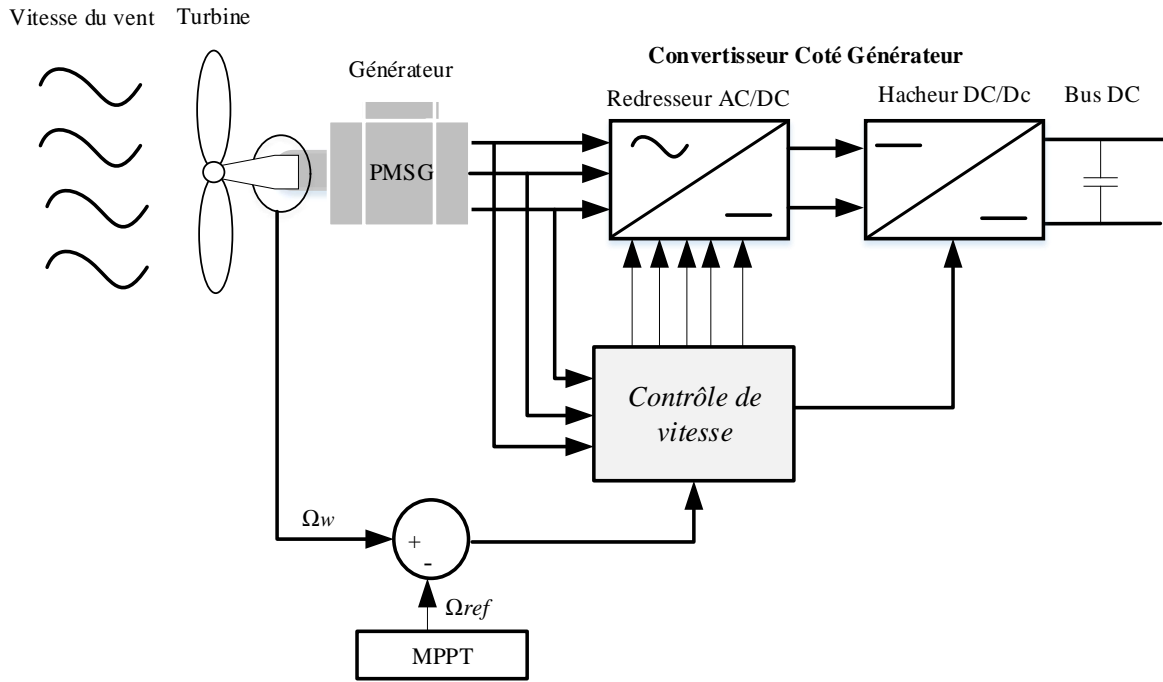 Vitesse du vent
Turbine
Générateur
Convertisseur Coté Générateur
Redresseur AC/DC
Hacheur DC/Dc
Bus DC
PMSG
Contrôle de
vitesse
Ωw
+
-
Ωref
MPPT